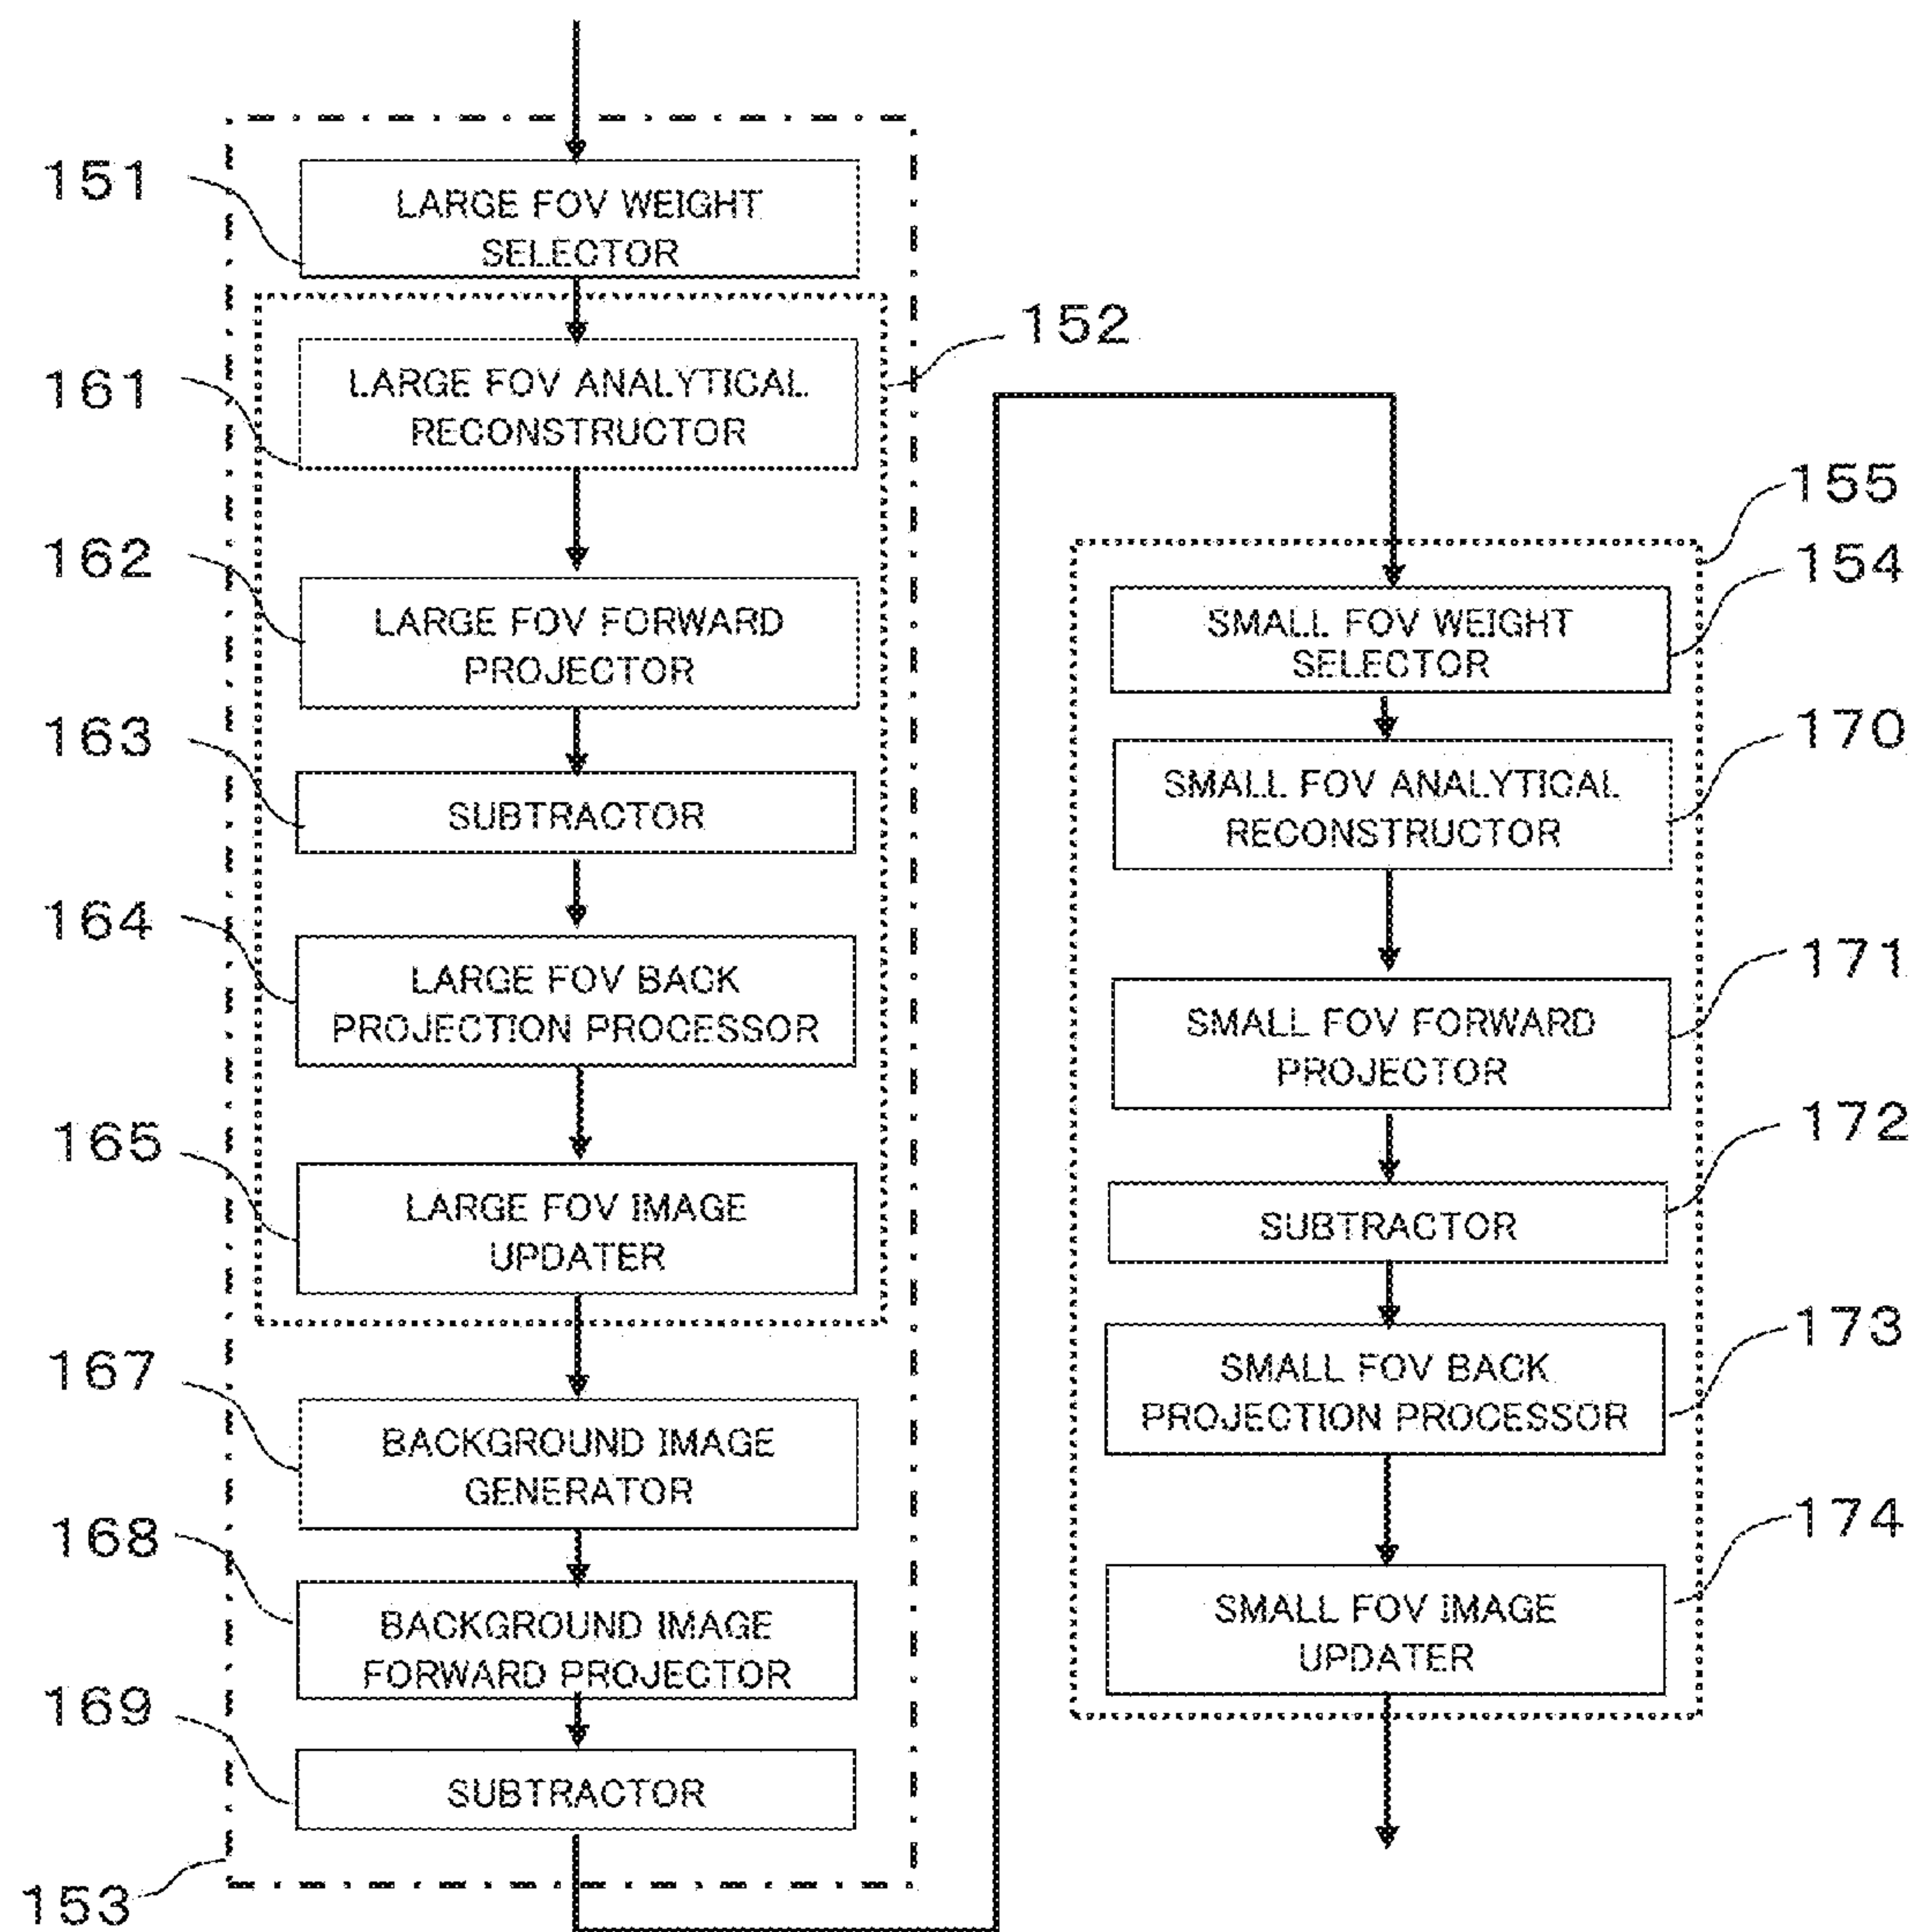 151
LARGE FOV WEIGHT
SELECTOR
152
161
LARGE FOV ANALYTICAL
RECONSTRUCTOR
162
LARGE FOV FORWARD
PROJECTOR
163
SUBTRACTOR
164
LARGE FOV BACK
PROJECTION PROCESSOR
165
LARGE FOV IMAGE
UPDATER
167
BACKGROUND IMAGE
GENERATOR
168
BACKGROUND IMAGE
FORWARD PROJECTOR
169
SUBTRACTOR
153
155
154
SMALL FOV WEIGHT
SELECTOR
170
SMALL FOV ANALYTICAL
RECONSTRUCTOR
171
SMALL FOV FORWARD
PROJECTOR
172
SUBTRACTOR
173
SMALL FOV BACK
PROJECTION PROCESSOR
174
SMALL FOV IMAGE
UPDATER